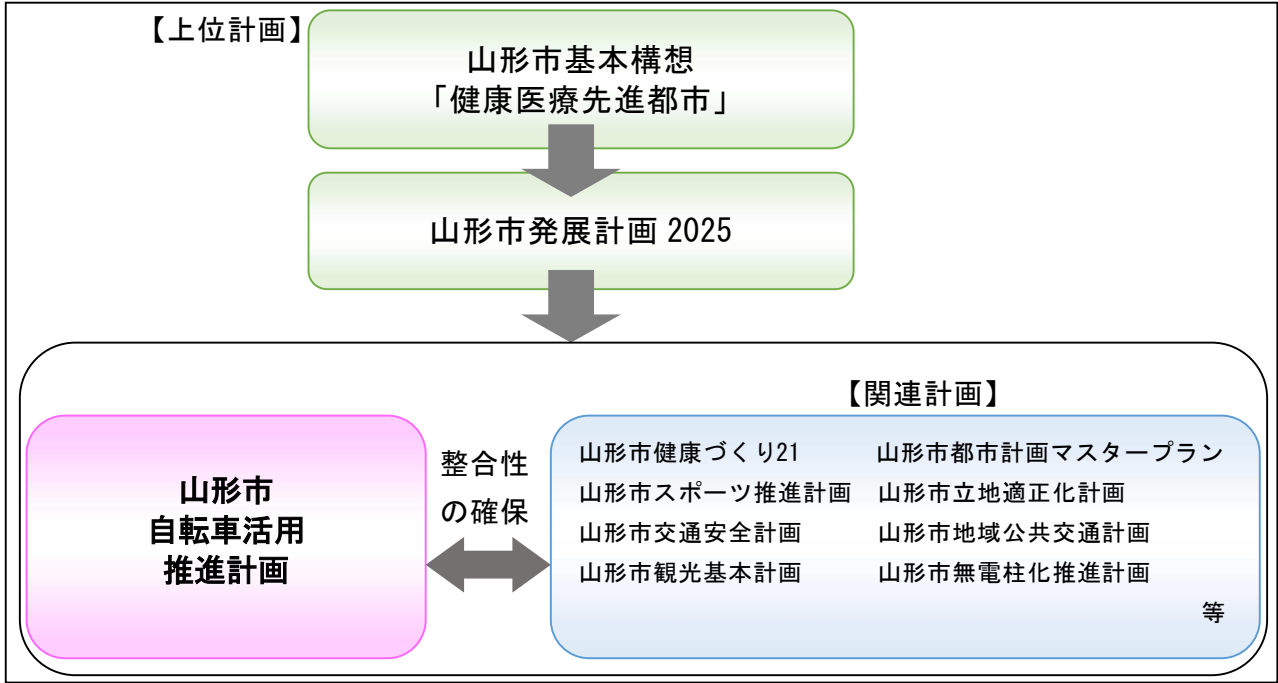 【上位計画】
山形市基本構想
「健康医療先進都市」
山形市発展計画 2025
【関連計画】
山形市
自転車活用
推進計画
整合性
の確保
山形市健康づくり21 山形市都市計画マスタープラン
山形市スポーツ推進計画 山形市立地適正化計画
山形市交通安全計画 山形市地域公共交通計画
山形市観光基本計画 山形市無電柱化推進計画
等